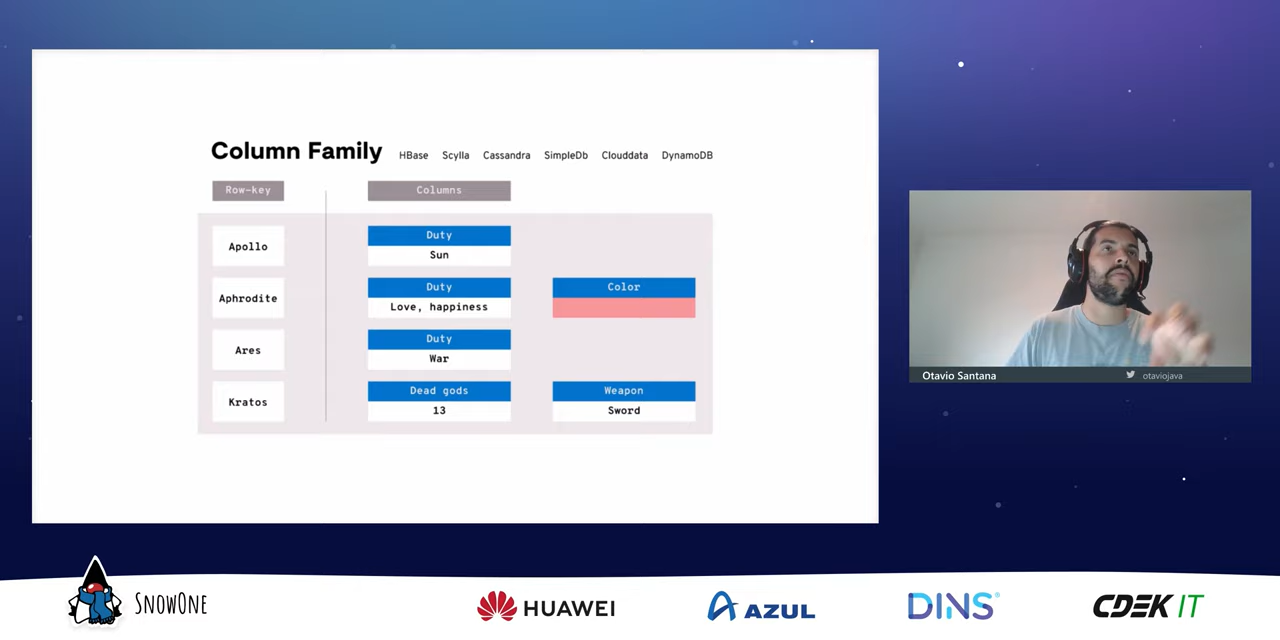 Column Family HBase Scylla Cassandra SimpleDb Clouddata DynamoDB
Row-key Columns
Apollo Duty
Sun
Aphrodite Duty Color
Love, happiness
Ares Duty
War
Kratos Dead gods Weapon
13 Sword
Otavio Santana otaviojava
SnowOne HUAWEI AZUL DINS CDEK IT